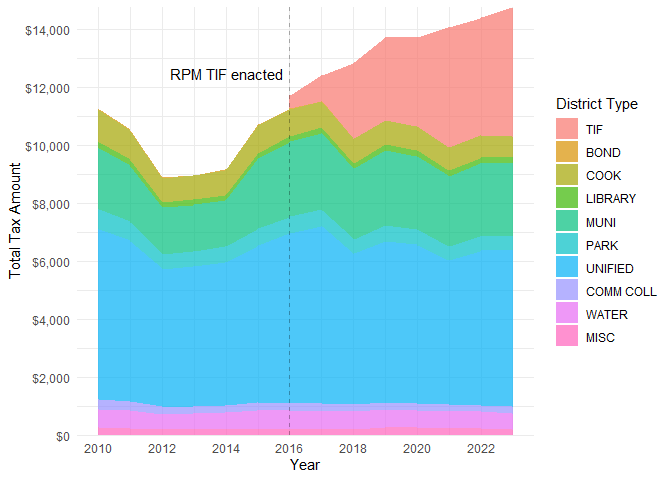 $14,000
$12,000
$10,000
$8,000
$6,000
$4,000
$2,000
$0
Total Tax Amount
RPM TIF enacted
2010 2012 2014 2016 2018 2020 2022
Year
District Type
TIF
BOND
COOK
LIBRARY
MUNI
PARK
UNIFIED
COMM COLL
WATER
MISC